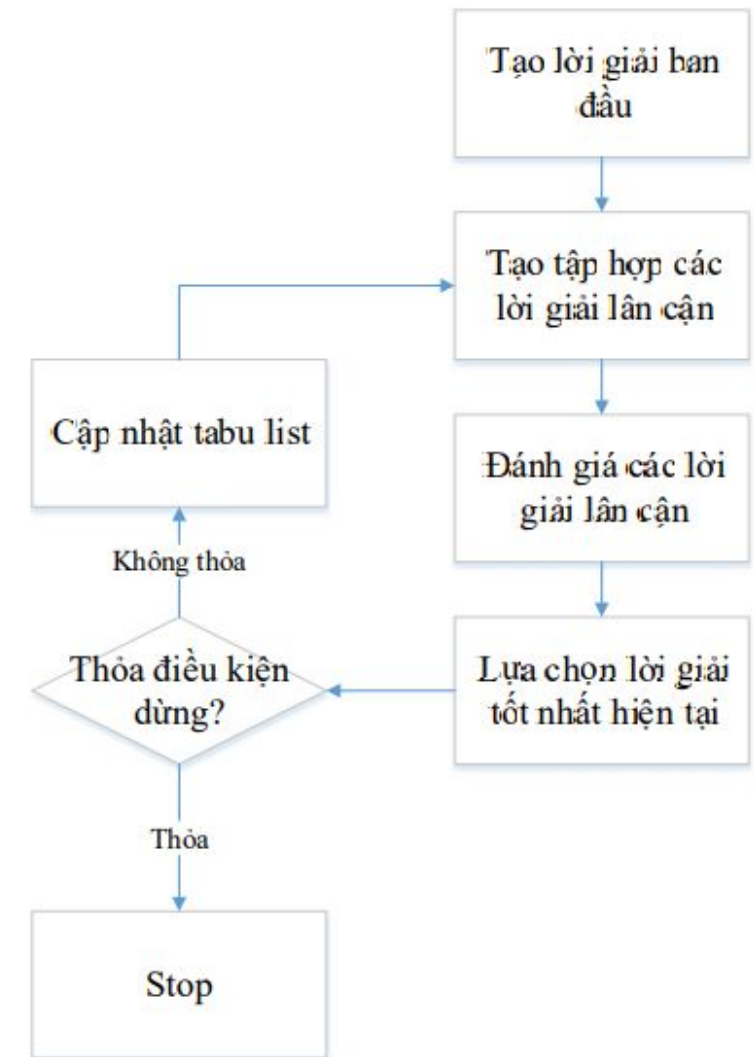 Tạo lời giải ban
đầu
Tạo tập hợp các
lời giải lân cận
Cập nhật tabu list
Đánh giá các lời
giải lân cận
Không thỏa
Thỏa điều kiện
dừng?
Lựa chọn lời giải
tốt nhất hiện tại
Thỏa
Stop